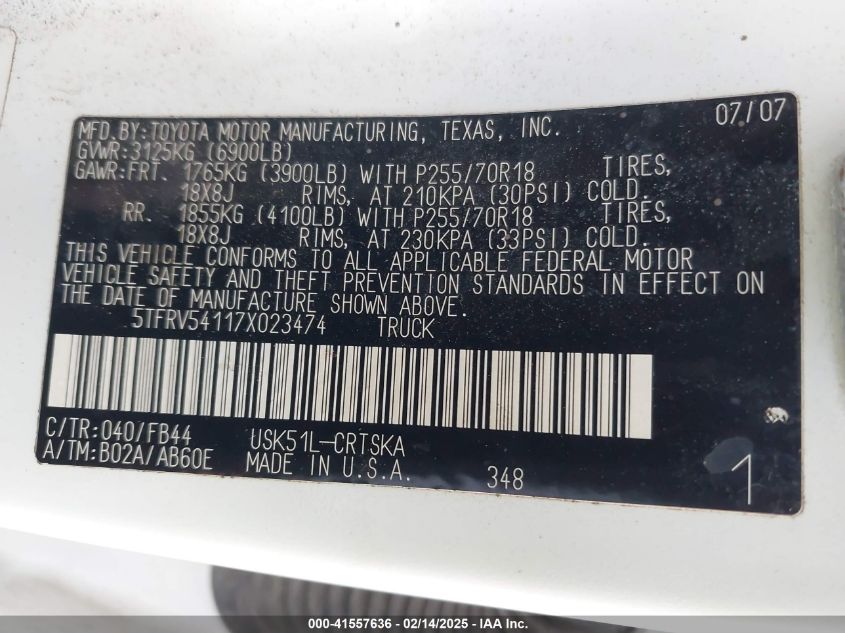 07/07
MFD.BY:TOYOTA MOTOR MANUFACTURING, TEXAS, INC.
GVWR:3125KG (6900LB)
GAWR:FRT. 1765KG (3900LB) WITH P255/70R18 TIRES,
18X8J RIMS, AT 210KPA (30PSI) COLD.
RR. 1855KG (4100LB) WITH P255/70R18 TIRES,
18X8J RIMS, AT 230KPA (33PSI) COLD.
THIS VEHICLE CONFORMS TO ALL APPLICABLE FEDERAL MOTOR
VEHICLE SAFETY AND THEFT PREVENTION STANDARDS IN EFFECT ON
THE DATE OF MANUFACTURE SHOWN ABOVE.
5TFRV54117X023474 TRUCK
C/TR:040/FB44 USK51L-CRTSKA
A/TM:B02A/AB60E MADE IN U.S.A. 348
1
000-41557636 - 02/14/2025 - IAA Inc.